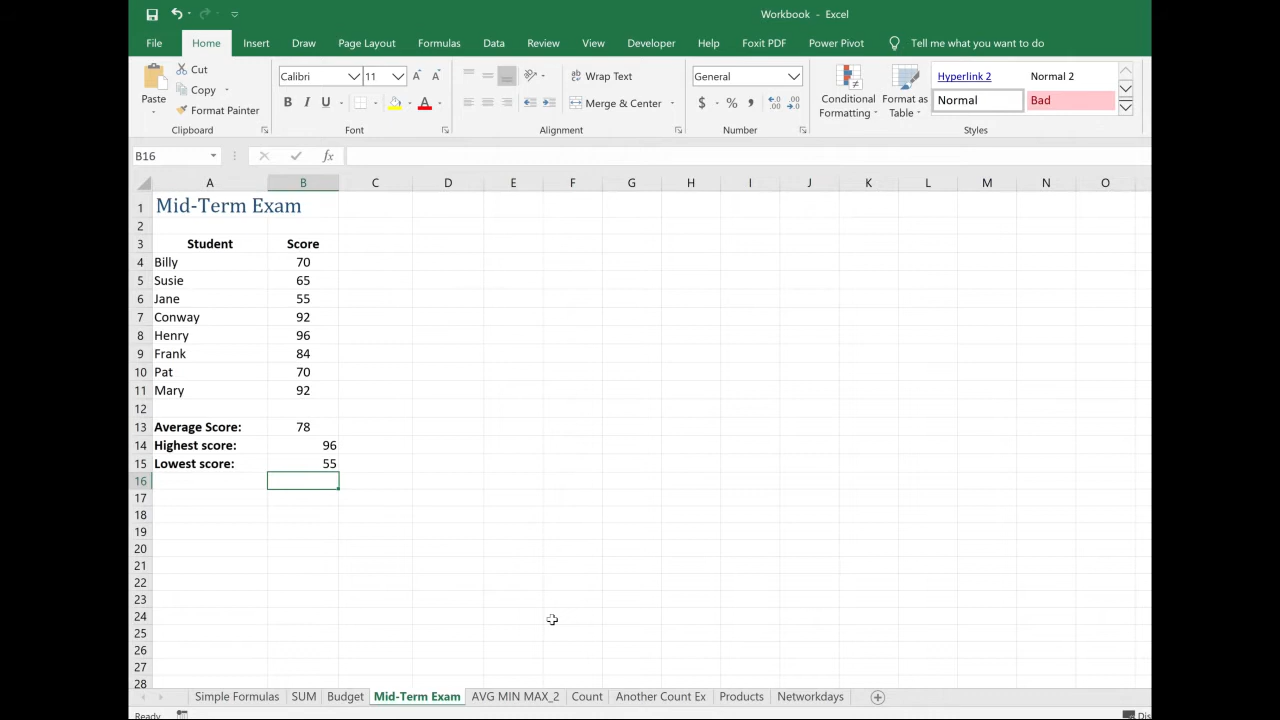 Workbook - Excel
File Home Insert Draw Page Layout Formulas Data Review View Developer Help Foxit PDF Power Pivot Tell me what you want to do
Cut
Copy
Format Painter
Paste
Clipboard
Calibri 11
B I U A
Font
Wrap Text
Merge & Center
Alignment
General
$ % ,
Number
Conditional Formatting
Format as Table
Hyperlink 2 Normal 2
Normal Bad
Styles
B16 fx
A B C D E F G H I J K L M N O
1 Mid-Term Exam
2
3 Student Score
4 Billy 70
5 Susie 65
6 Jane 55
7 Conway 92
8 Henry 96
9 Frank 84
10 Pat 70
11 Mary 92
12
13 Average Score: 78
14 Highest score: 96
15 Lowest score: 55
16
17
18
19
20
21
22
23
24
25
26
27
28
Simple Formulas SUM Budget Mid-Term Exam AVG MIN MAX_2 Count Another Count Ex Products Networkdays
Ready